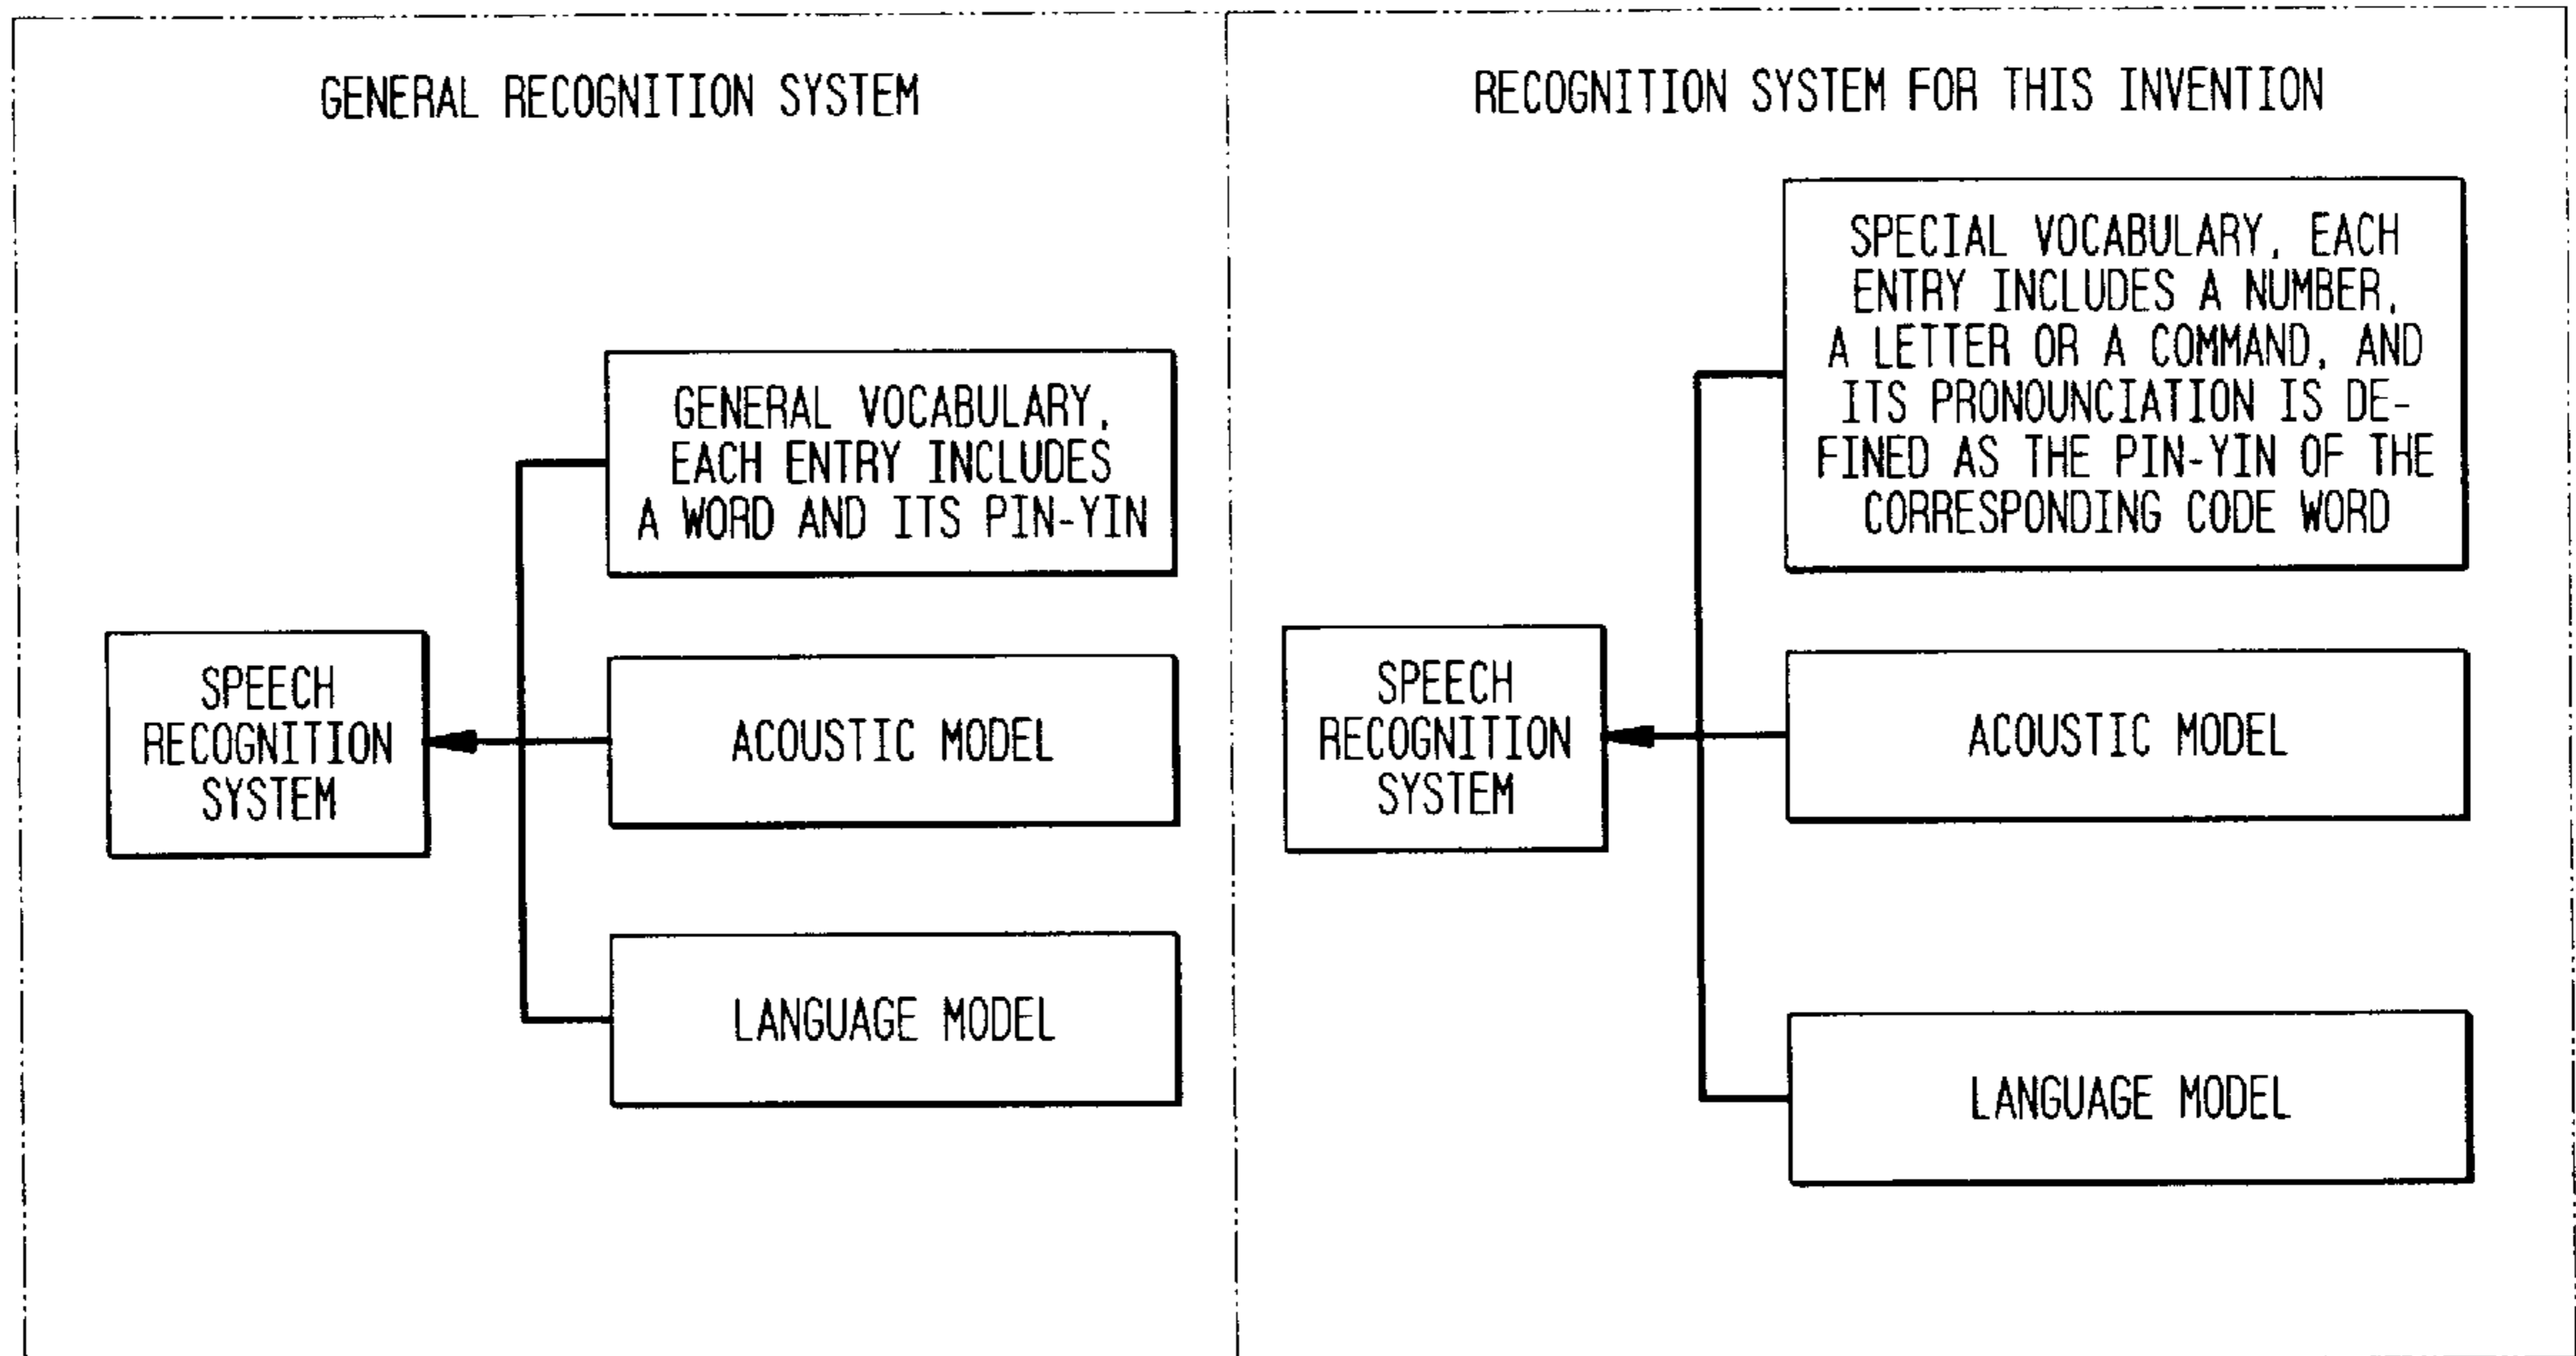 GENERAL RECOGNITION SYSTEM
GENERAL VOCABULARY,
EACH ENTRY INCLUDES
A WORD AND ITS PIN-YIN
SPEECH
RECOGNITION
SYSTEM
ACOUSTIC MODEL
LANGUAGE MODEL
RECOGNITION SYSTEM FOR THIS INVENTION
SPECIAL VOCABULARY, EACH
ENTRY INCLUDES A NUMBER,
A LETTER OR A COMMAND, AND
ITS PRONOUNCIATION IS DE-
FINED AS THE PIN-YIN OF THE
CORRESPONDING CODE WORD
SPEECH
RECOGNITION
SYSTEM
ACOUSTIC MODEL
LANGUAGE MODEL